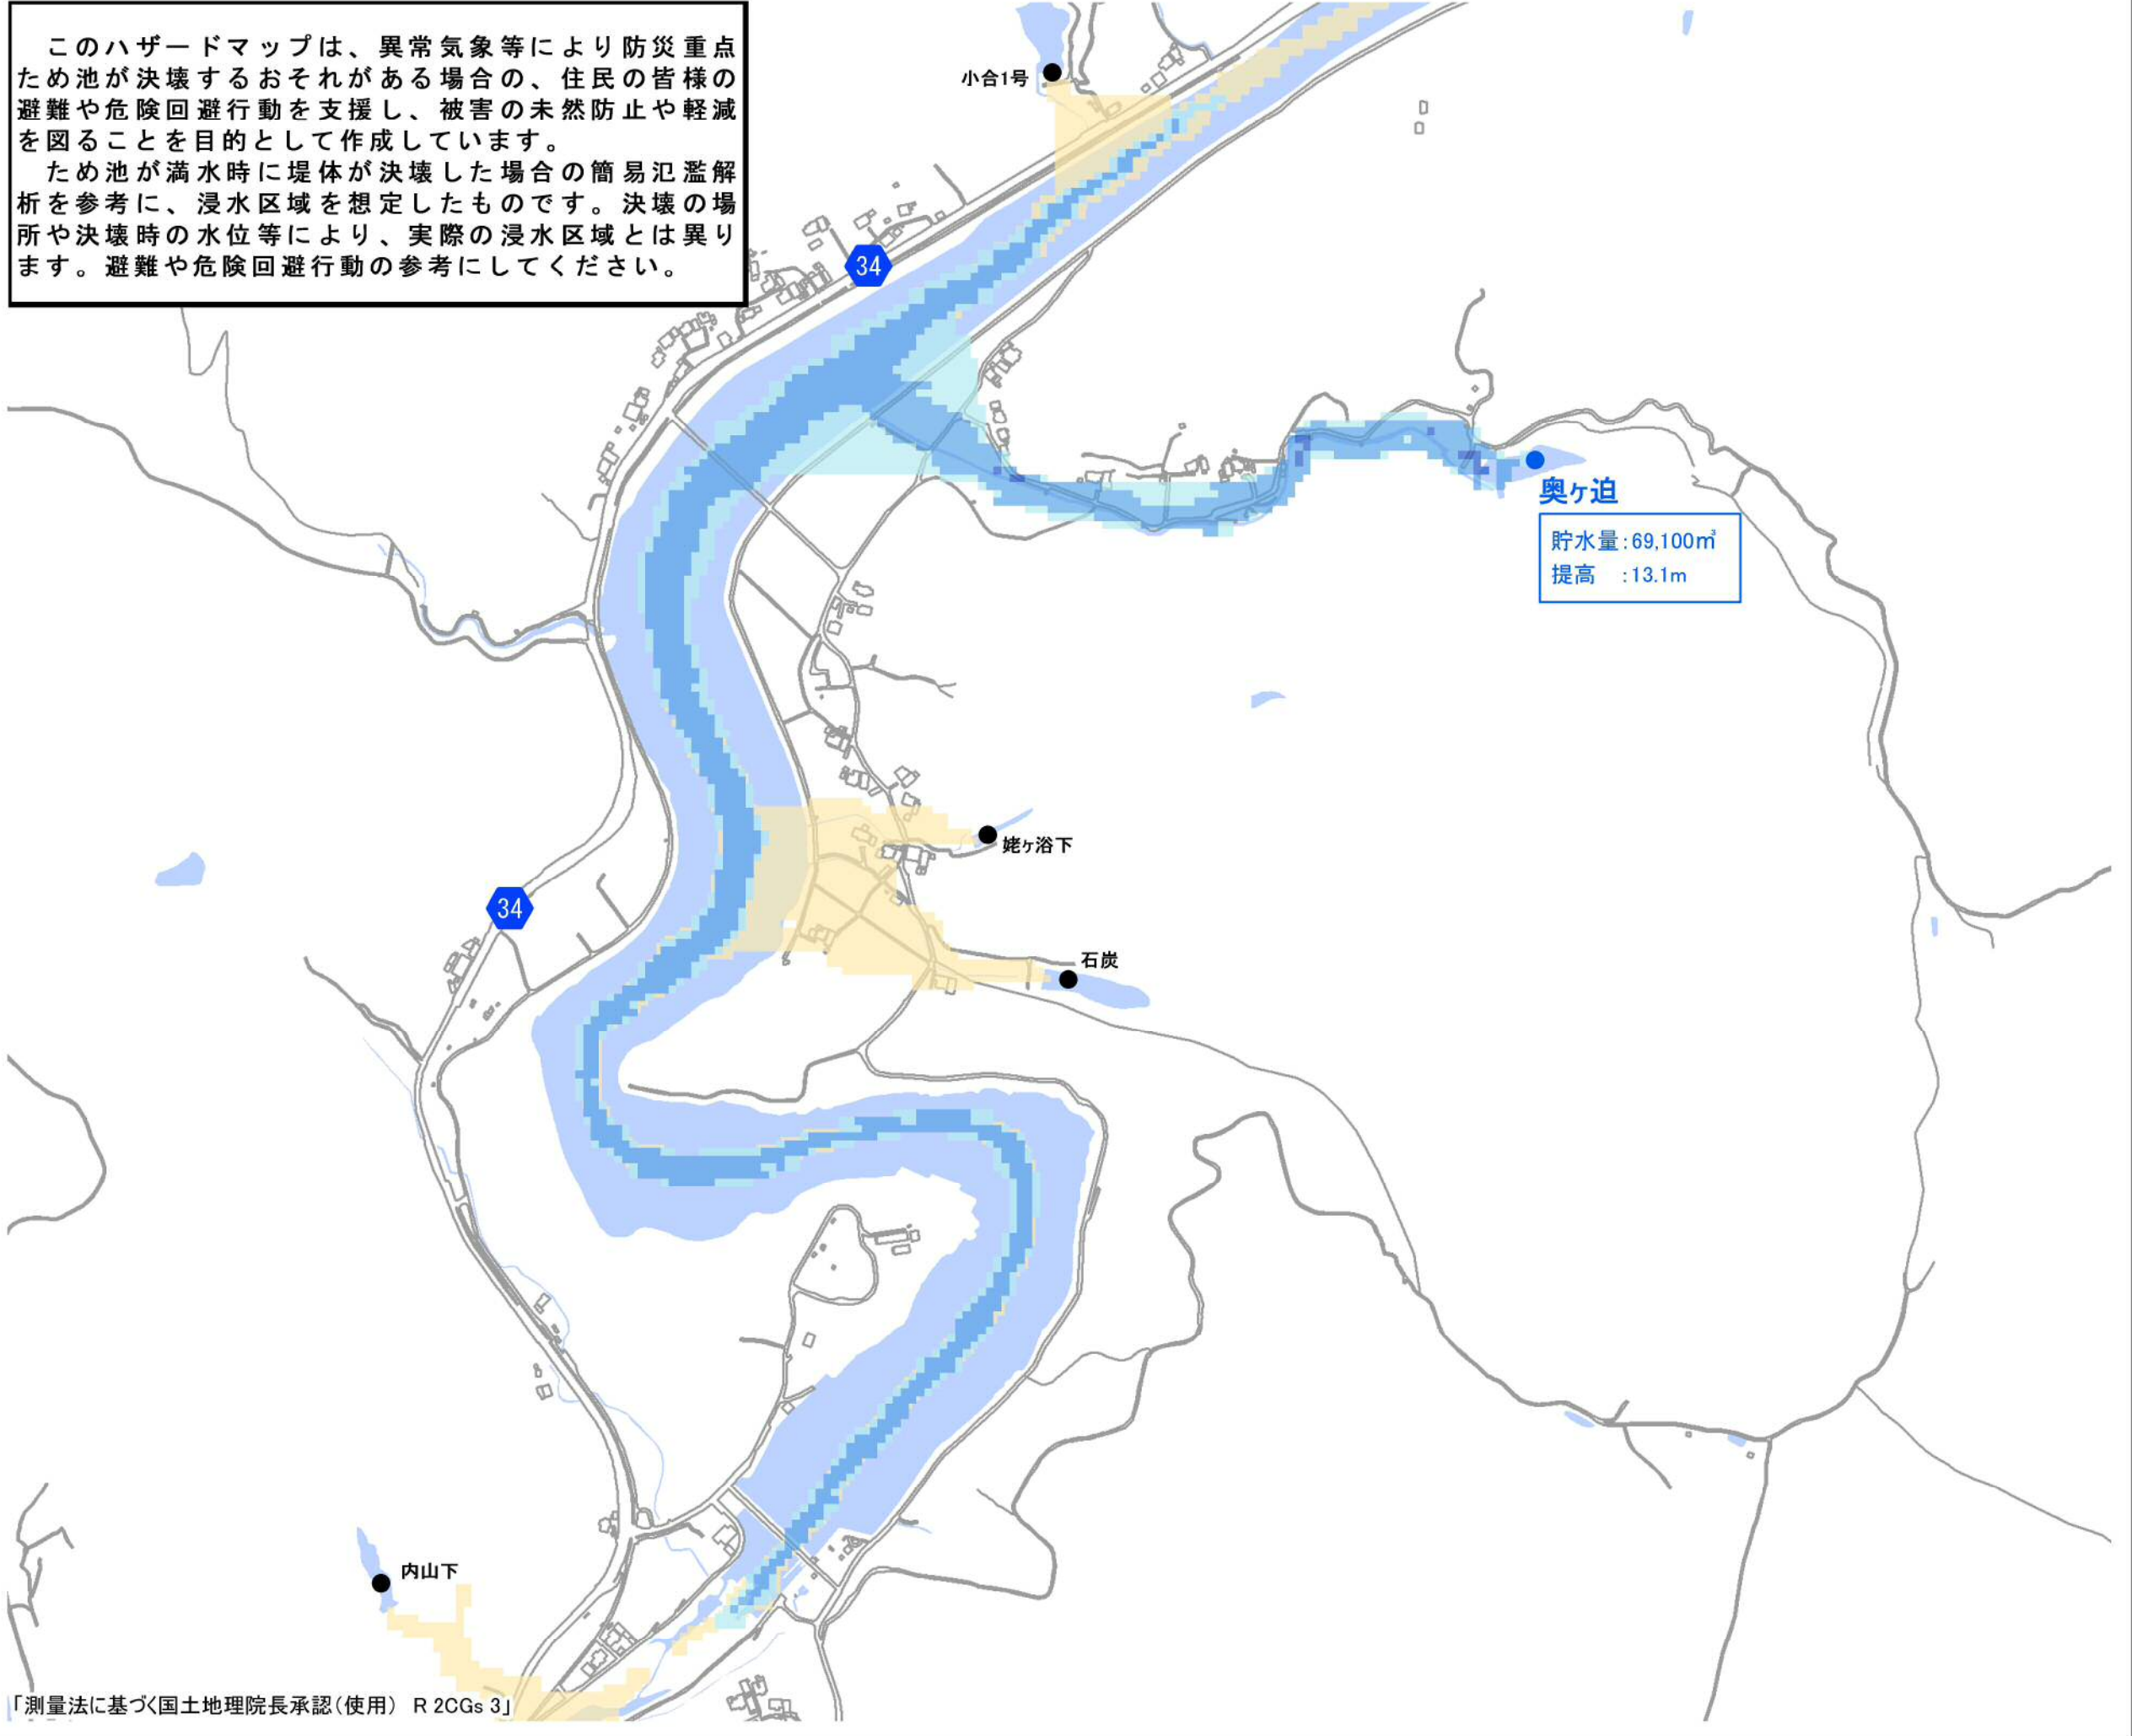 このハザードマップは、異常気象等により防災重点
ため池が決壊するおそれがある場合の、住民の皆様の
避難や危険回避行動を支援し、被害の未然防止や軽減
を図ることを目的として作成しています。
ため池が満水時に堤体が決壊した場合の簡易氾濫解
析を参考に、浸水区域を想定したものです。決壊の場
所や決壊時の水位等により、実際の浸水区域とは異り
ます。避難や危険回避行動の参考にしてください。
小合1号
34
奥ヶ迫
貯水量:69,100㎥
提高 :13.1m
姥ヶ浴下
34
石炭
内山下
「測量法に基づく国土地理院長承認(使用) R 2CGs 3」